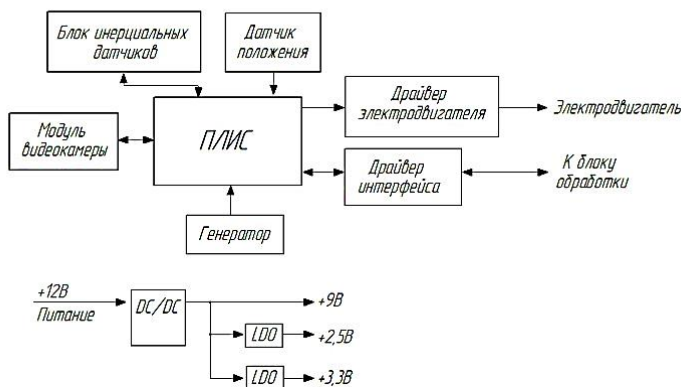 Блок инерциальных
датчиков
Датчик
положения
Драйвер
электродвигателя
Электродвигатель
Модуль
видеокамеры
ПЛИС
Драйвер
интерфейса
К блоку
обработки
Генератор
+12В
Питание
DC/DC
+9В
LDO
+2,5В
LDO
+3,3В